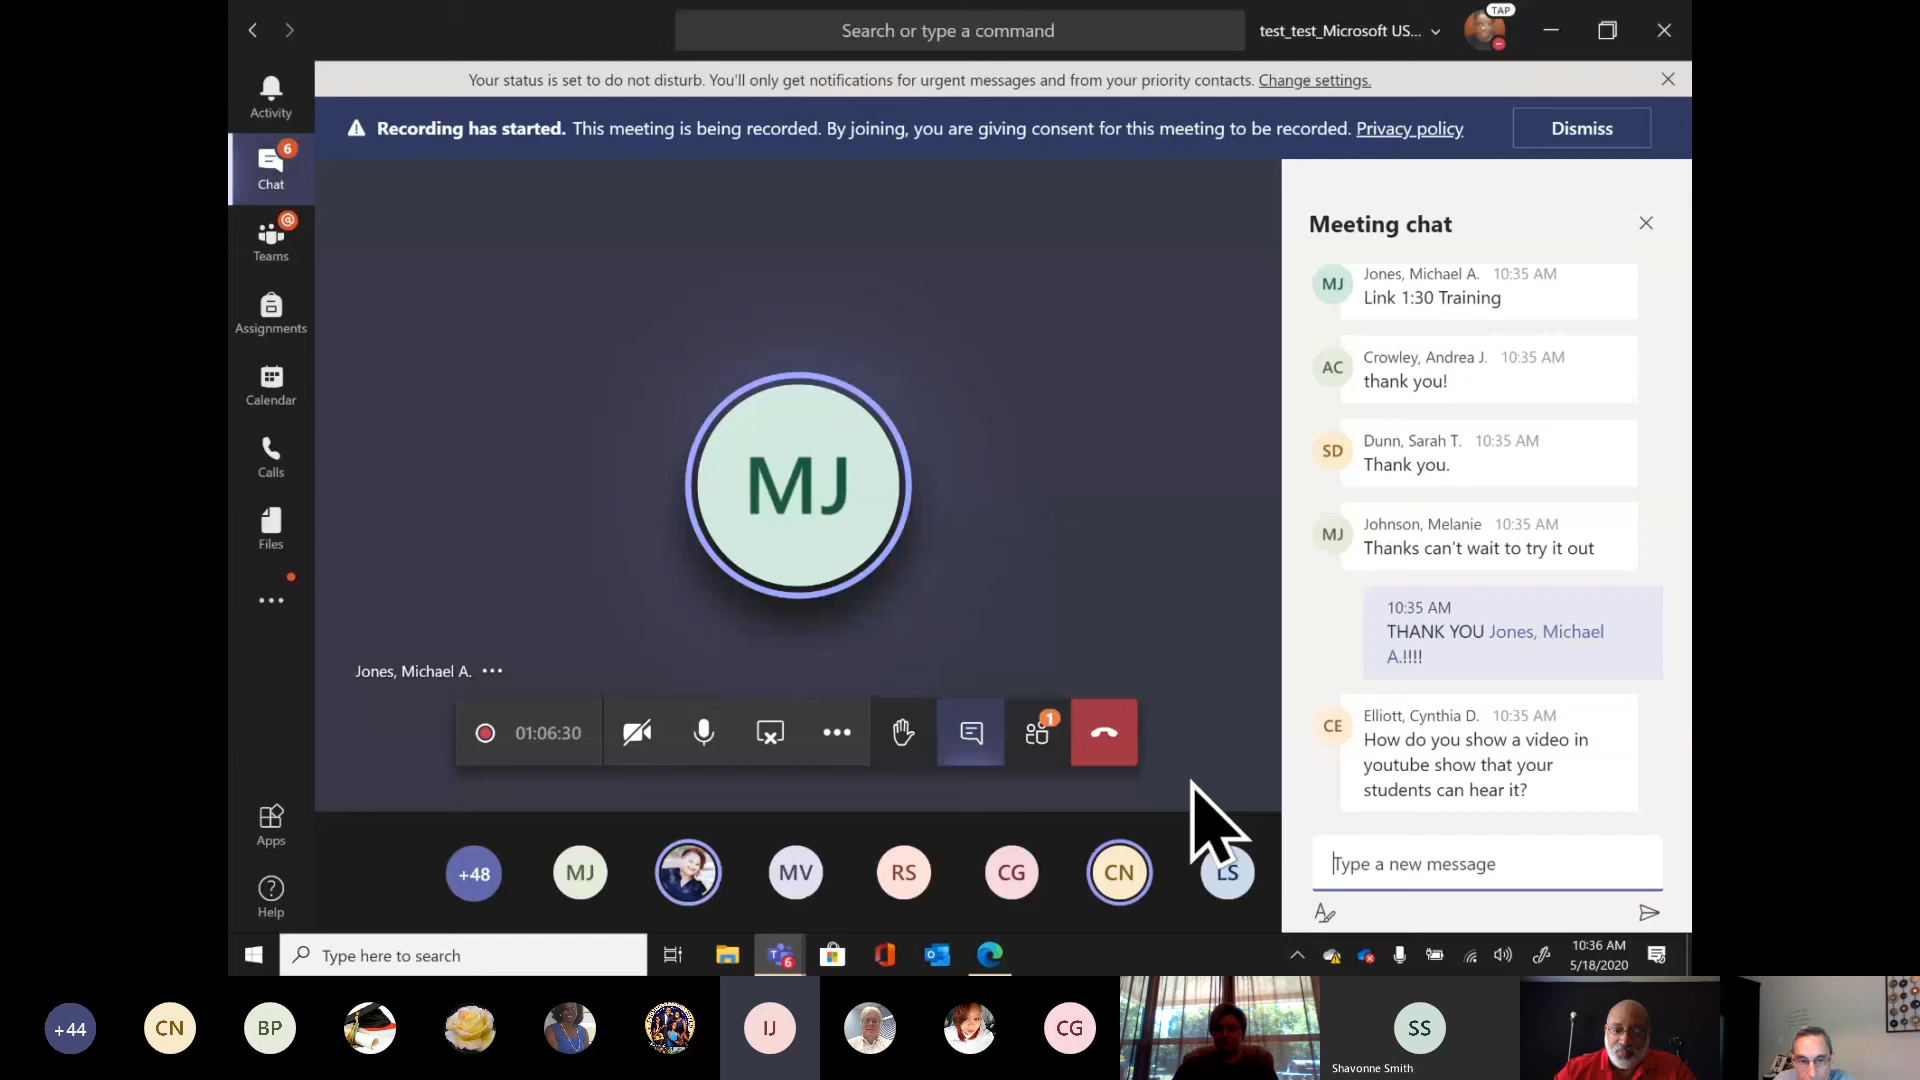 Search or type a command
test_test_Microsoft US...
TAP
Your status is set to do not disturb. You'll only get notifications for urgent messages and from your priority contacts. Change settings.
Recording has started. This meeting is being recorded. By joining, you are giving consent for this meeting to be recorded. Privacy policy
Dismiss
Activity
6
Chat
@
Teams
Assignments
Calendar
Calls
Files
Apps
Help
MJ
Jones, Michael A.
01:06:30
1
+48
MJ
MV
RS
CG
CN
LS
Meeting chat
MJ
Jones, Michael A. 10:35 AM
Link 1:30 Training
AC
Crowley, Andrea J. 10:35 AM
thank you!
SD
Dunn, Sarah T. 10:35 AM
Thank you.
MJ
Johnson, Melanie 10:35 AM
Thanks can't wait to try it out
10:35 AM
THANK YOU Jones, Michael
A.!!!!
CE
Elliott, Cynthia D. 10:35 AM
How do you show a video in
youtube show that your
students can hear it?
Type a new message
Type here to search
6
10:36 AM
5/18/2020
+44
CN
BP
IJ
CG
SS
Shavonne Smith